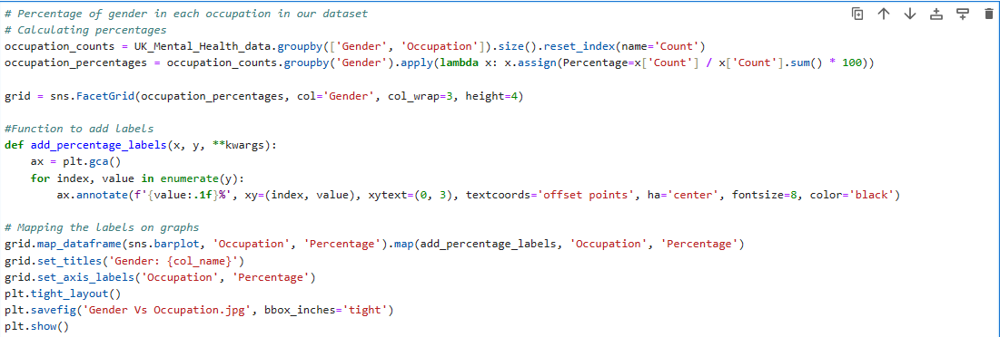 # Percentage of gender in each occupation in our dataset
# Calculating percentages
occupation_counts = UK_Mental_Health_data.groupby(['Gender', 'Occupation']).size().reset_index(name='Count')
occupation_percentages = occupation_counts.groupby('Gender').apply(lambda x: x.assign(Percentage=x['Count'] / x['Count'].sum() * 100))
grid = sns.FacetGrid(occupation_percentages, col='Gender', col_wrap=3, height=4)
#Function to add labels
def add_percentage_labels(x, y, **kwargs):
    ax = plt.gca()
    for index, value in enumerate(y):
        ax.annotate(f'{value:.1f}%', xy=(index, value), xytext=(0, 3), textcoords='offset points', ha='center', fontsize=8, color='black')
# Mapping the labels on graphs
grid.map_dataframe(sns.barplot, 'Occupation', 'Percentage').map(add_percentage_labels, 'Occupation', 'Percentage')
grid.set_titles('Gender: {col_name}')
grid.set_axis_labels('Occupation', 'Percentage')
plt.tight_layout()
plt.savefig('Gender Vs Occupation.jpg', bbox_inches='tight')
plt.show()